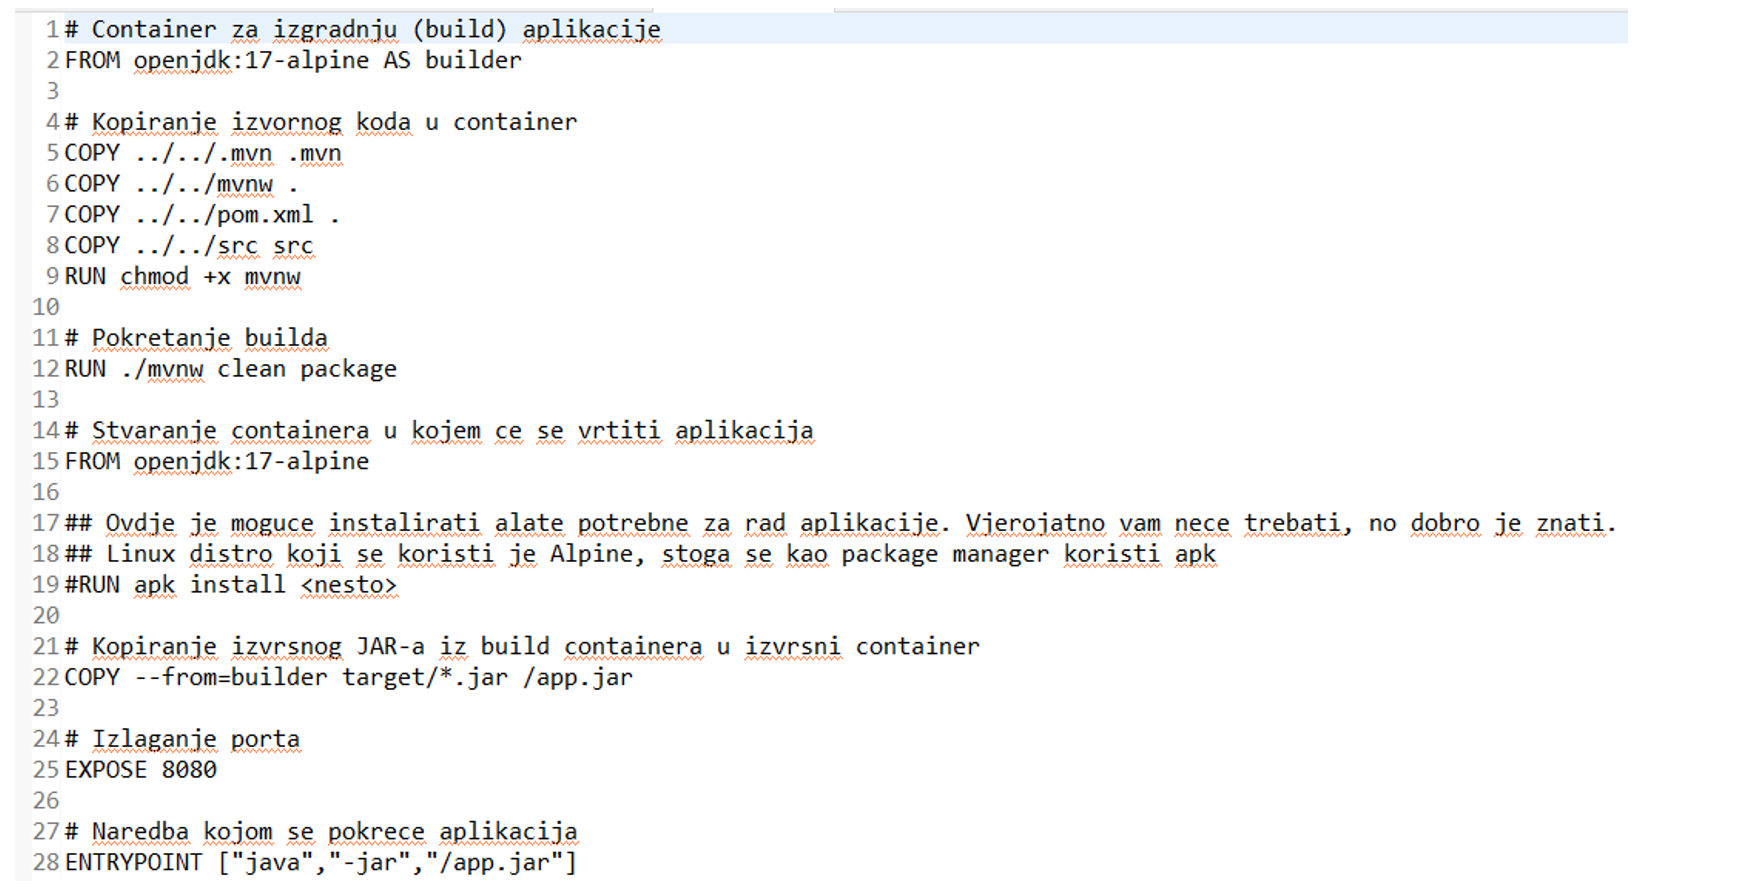 1 # Container za izgradnju (build) aplikacije
2 FROM openjdk:17-alpine AS builder
3
4 # Kopiranje izvornog koda u container
5 COPY ../../.mvn .mvn
6 COPY ../../mvnw .
7 COPY ../../pom.xml .
8 COPY ../../src src
9 RUN chmod +x mvnw
10
11 # Pokretanje builda
12 RUN ./mvnw clean package
13
14 # Stvaranje containera u kojem ce se vrtiti aplikacija
15 FROM openjdk:17-alpine
16
17 ## Ovdje je moguce instalirati alate potrebne za rad aplikacije. Vjerojatno vam nece trebati, no dobro je znati.
18 ## Linux distro koji se koristi je Alpine, stoga se kao package manager koristi apk
19 #RUN apk install <nesto>
20
21 # Kopiranje izvrsnog JAR-a iz build containera u izvrsni container
22 COPY --from=builder target/*.jar /app.jar
23
24 # Izlaganje porta
25 EXPOSE 8080
26
27 # Naredba kojom se pokrece aplikacija
28 ENTRYPOINT ["java","-jar","/app.jar"]